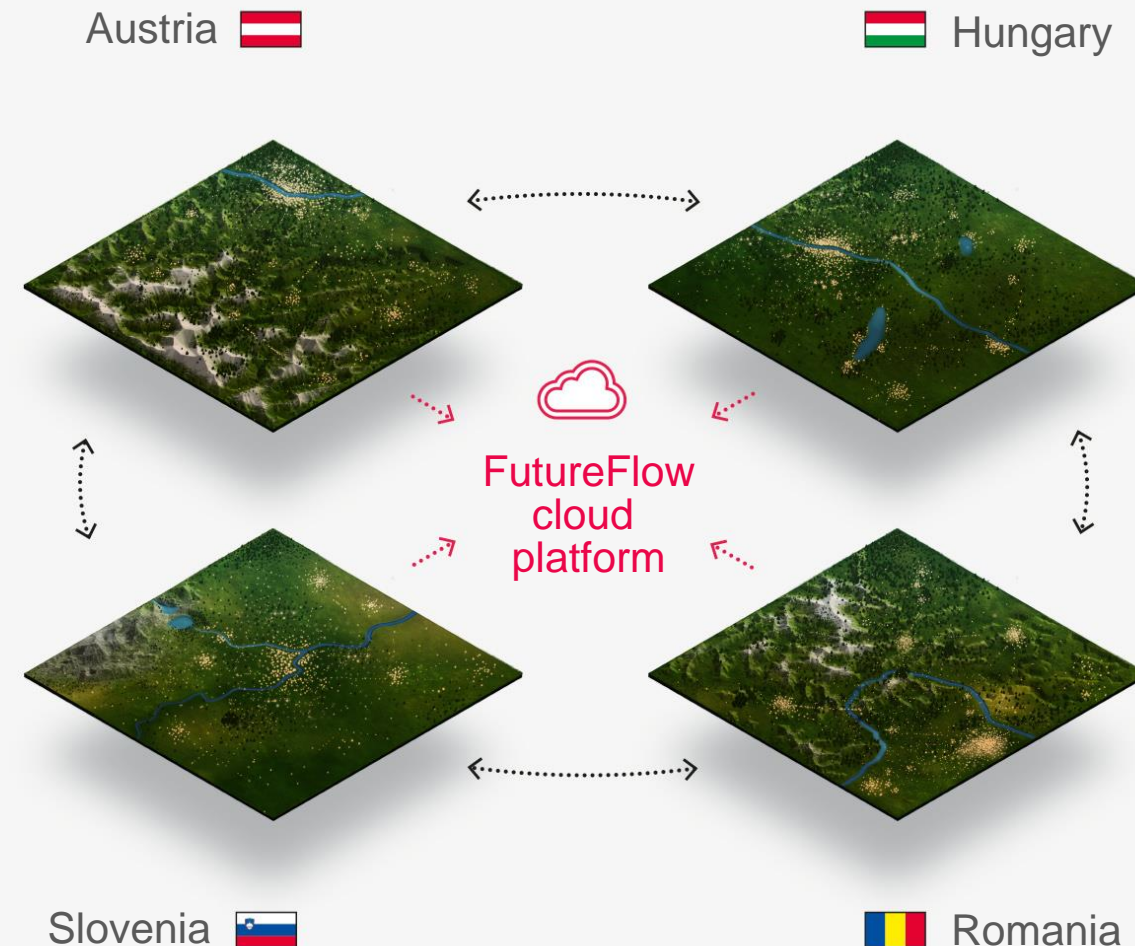 Austria
Hungary
FutureFlow
cloud
platform
Slovenia
Romania